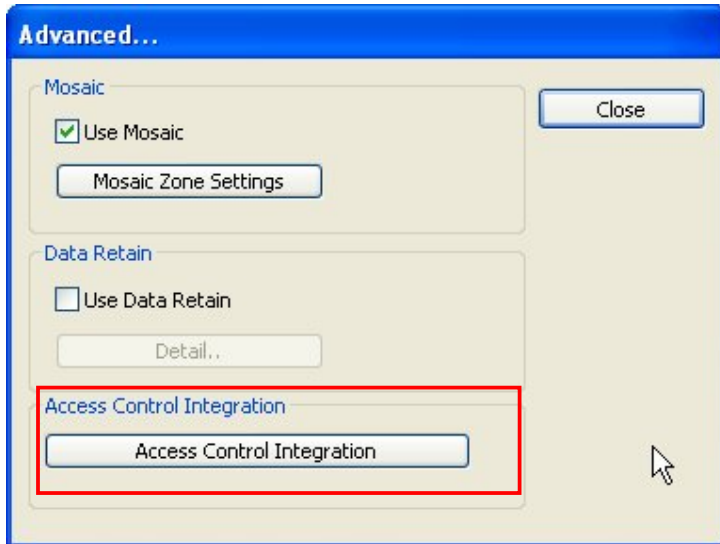 Advanced...
Mosaic
Close
Use Mosaic
Mosaic Zone Settings
Data Retain
Use Data Retain
Detail..
Access Control Integration
Access Control Integration